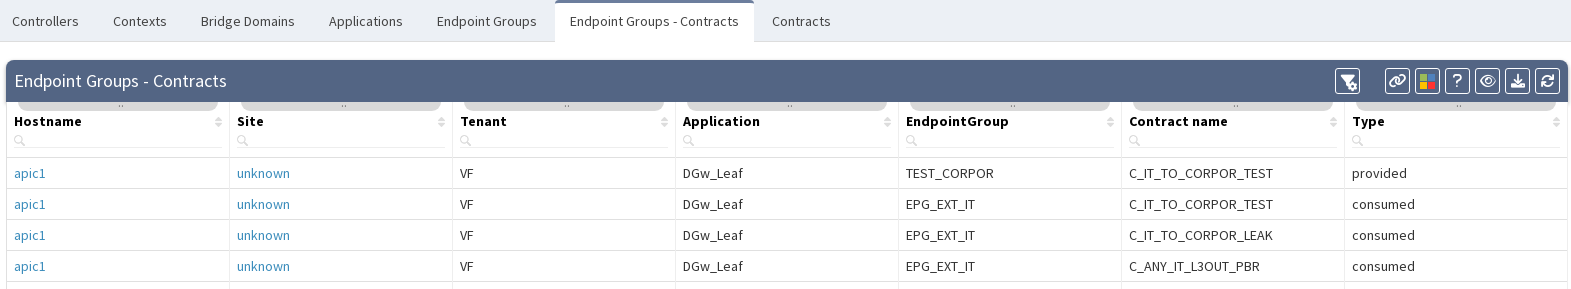 Controllers Contexts Bridge Domains Applications Endpoint Groups Endpoint Groups - Contracts Contracts
Endpoint Groups - Contracts
Hostname Site Tenant Application EndpointGroup Contract name Type
apic1 unknown VF DGw_Leaf TEST_CORPOR C_IT_TO_CORPOR_TEST provided
apic1 unknown VF DGw_Leaf EPG_EXT_IT C_IT_TO_CORPOR_TEST consumed
apic1 unknown VF DGw_Leaf EPG_EXT_IT C_IT_TO_CORPOR_LEAK consumed
apic1 unknown VF DGw_Leaf EPG_EXT_IT C_ANY_IT_L3OUT_PBR consumed